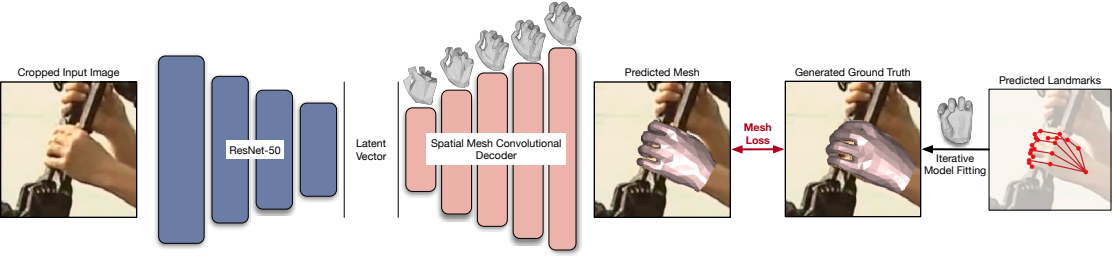 Cropped Input Image
ResNet-50
Latent
Vector
Spatial Mesh Convolutional
Decoder
Predicted Mesh
Mesh
Loss
Generated Ground Truth
Iterative
Model Fitting
Predicted Landmarks